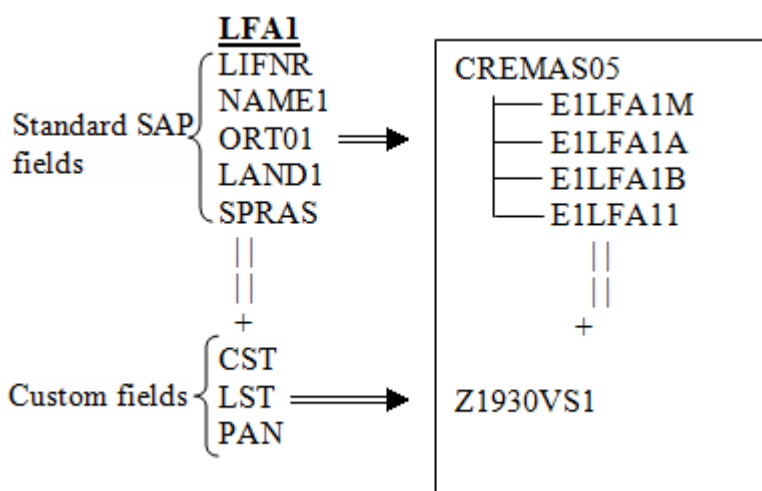 LFA1
LIFNR
NAME1
Standard SAP fields
ORT01
LAND1
SPRAS
||
||
+
Custom fields
CST
LST
PAN
CREMAS05
E1LFA1M
E1LFA1A
E1LFA1B
E1LFA11
||
||
+
Z1930VS1